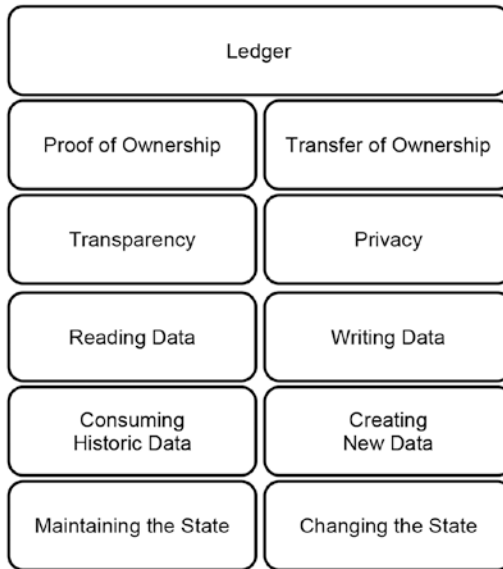 Ledger
Proof of Ownership
Transfer of Ownership
Transparency
Privacy
Reading Data
Writing Data
Consuming
Historic Data
Creating
New Data
Maintaining the State
Changing the State